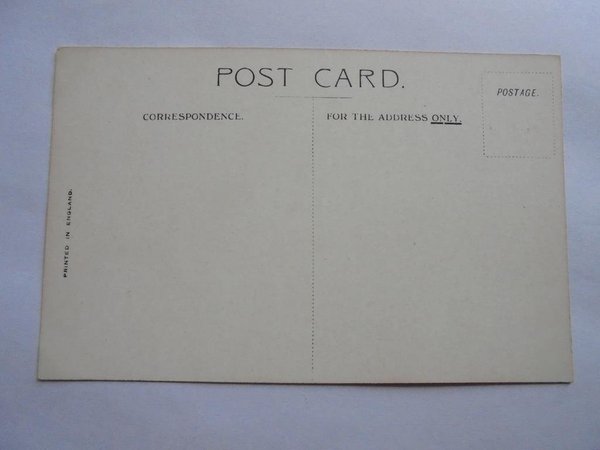 POST CARD.
POSTAGE.
CORRESPONDENCE.
FOR THE ADDRESS ONLY.
PRINTED IN ENGLAND.